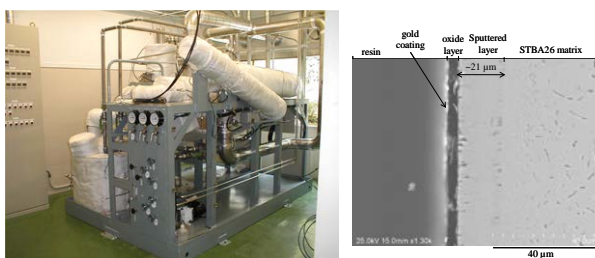 gold
coating
oxide
layer
Sputtered
layer
resin
STBA26 matrix
~21 µm
25.0kV 15.0mm x1.30k
40 µm